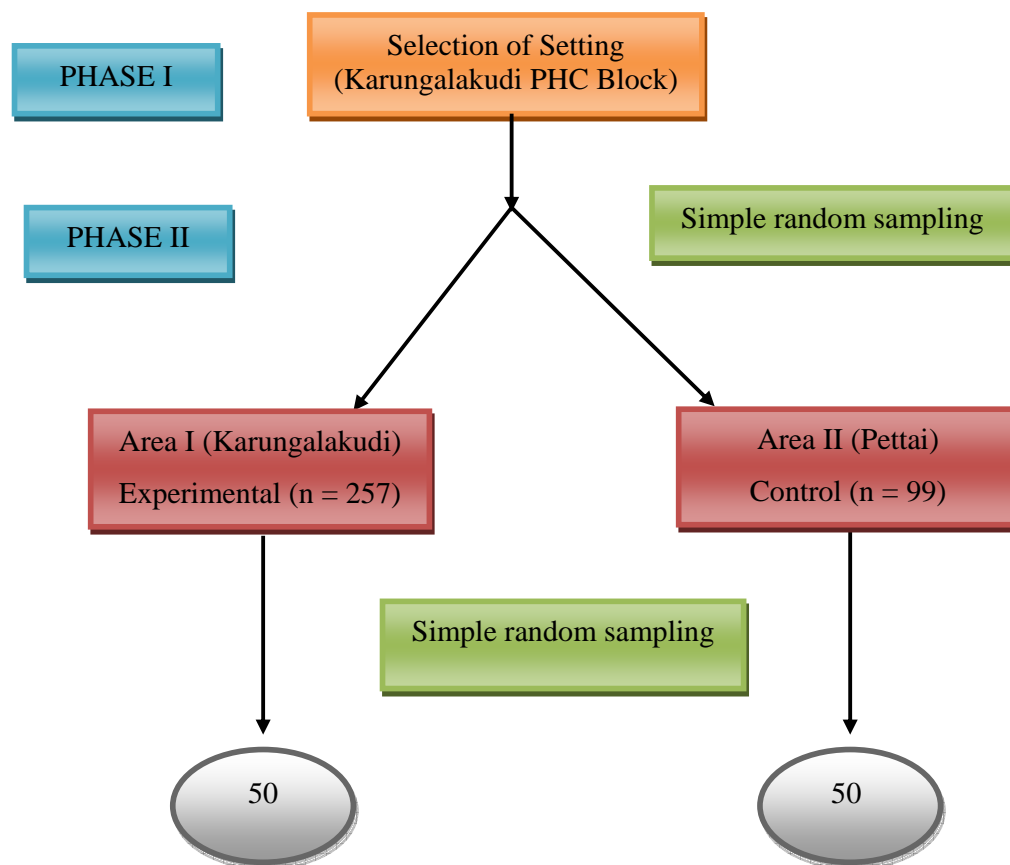 PHASE I
Selection of Setting
(Karungalakudi PHC Block)
PHASE II
Simple random sampling
Area I (Karungalakudi)
Experimental (n = 257)
Area II (Pettai)
Control (n = 99)
Simple random sampling
50
50